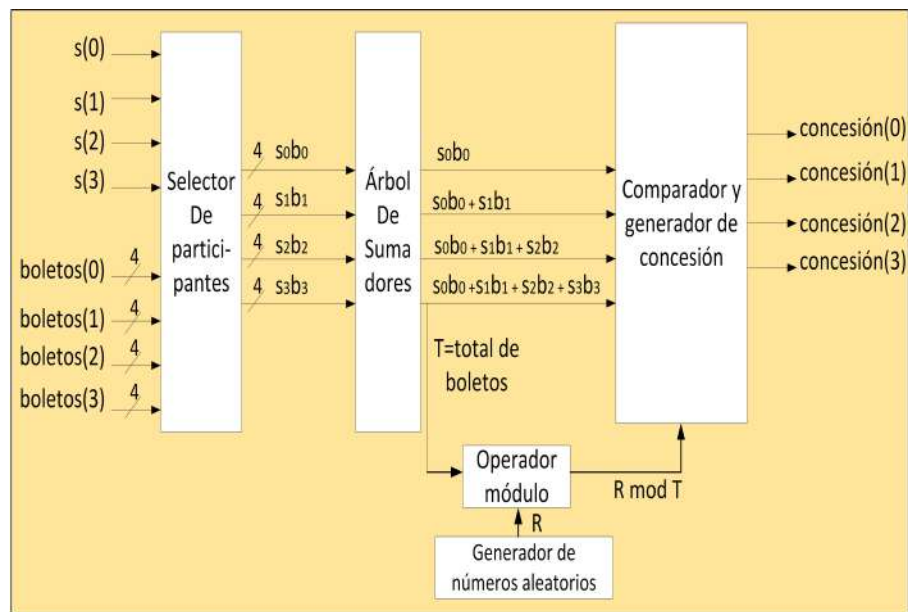 s(0)
s(1)
s(2)
s(3)
boletos(0)
4
boletos(1)
4
boletos(2)
4
boletos(3)
4
Selector
De
partici-
pantes
4 s0b0
4 s1b1
4 s2b2
4 s3b3
Árbol
De
Suma
dores
s0b0
s0b0 + s1b1
s0b0 + s1b1 + s2b2
s0b0 + s1b1 + s2b2 + s3b3
T=total de
boletos
Comparador y
generador de
concesión
concesión(0)
concesión(1)
concesión(2)
concesión(3)
Operador
módulo
R mod T
R
Generador de
números aleatorios